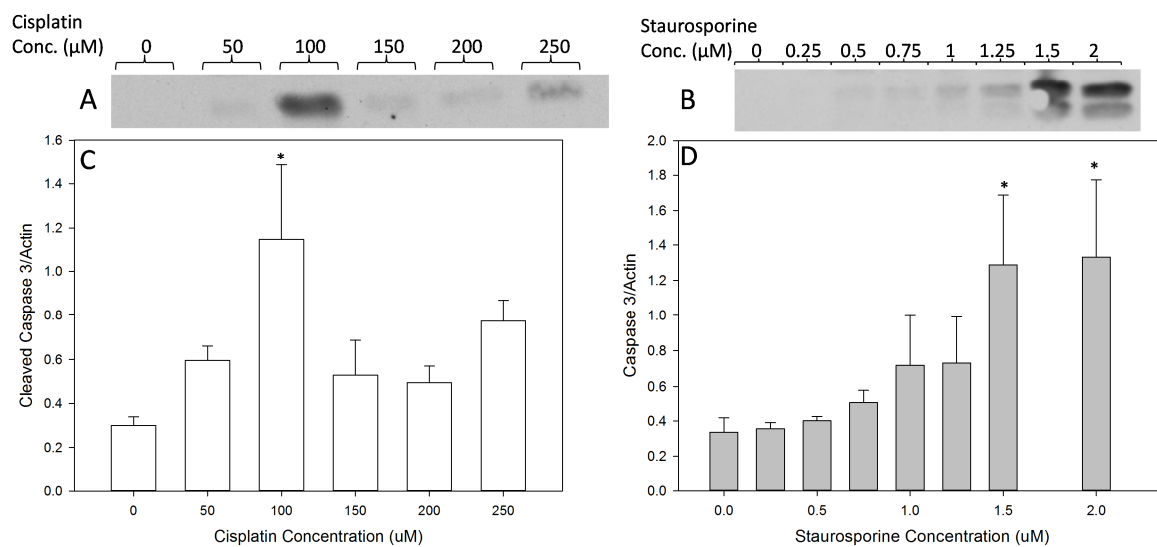 Cisplatin
Conc. (µM)
0 50 100 150 200 250
A
Staurosporine
Conc. (µM)
0 0.25 0.5 0.75 1 1.25 1.5 2
B
C
*
1.6
1.4
1.2
1.0
0.8
0.6
0.4
0.2
0.0
Cleaved Caspase 3/Actin
0 50 100 150 200 250
Cisplatin Concentration (uM)
D
* *
2.0
1.8
1.6
1.4
1.2
1.0
0.8
0.6
0.4
0.2
0.0
Caspase 3/Actin
0.0 0.5 1.0 1.5 2.0
Staurosporine Concentration (uM)